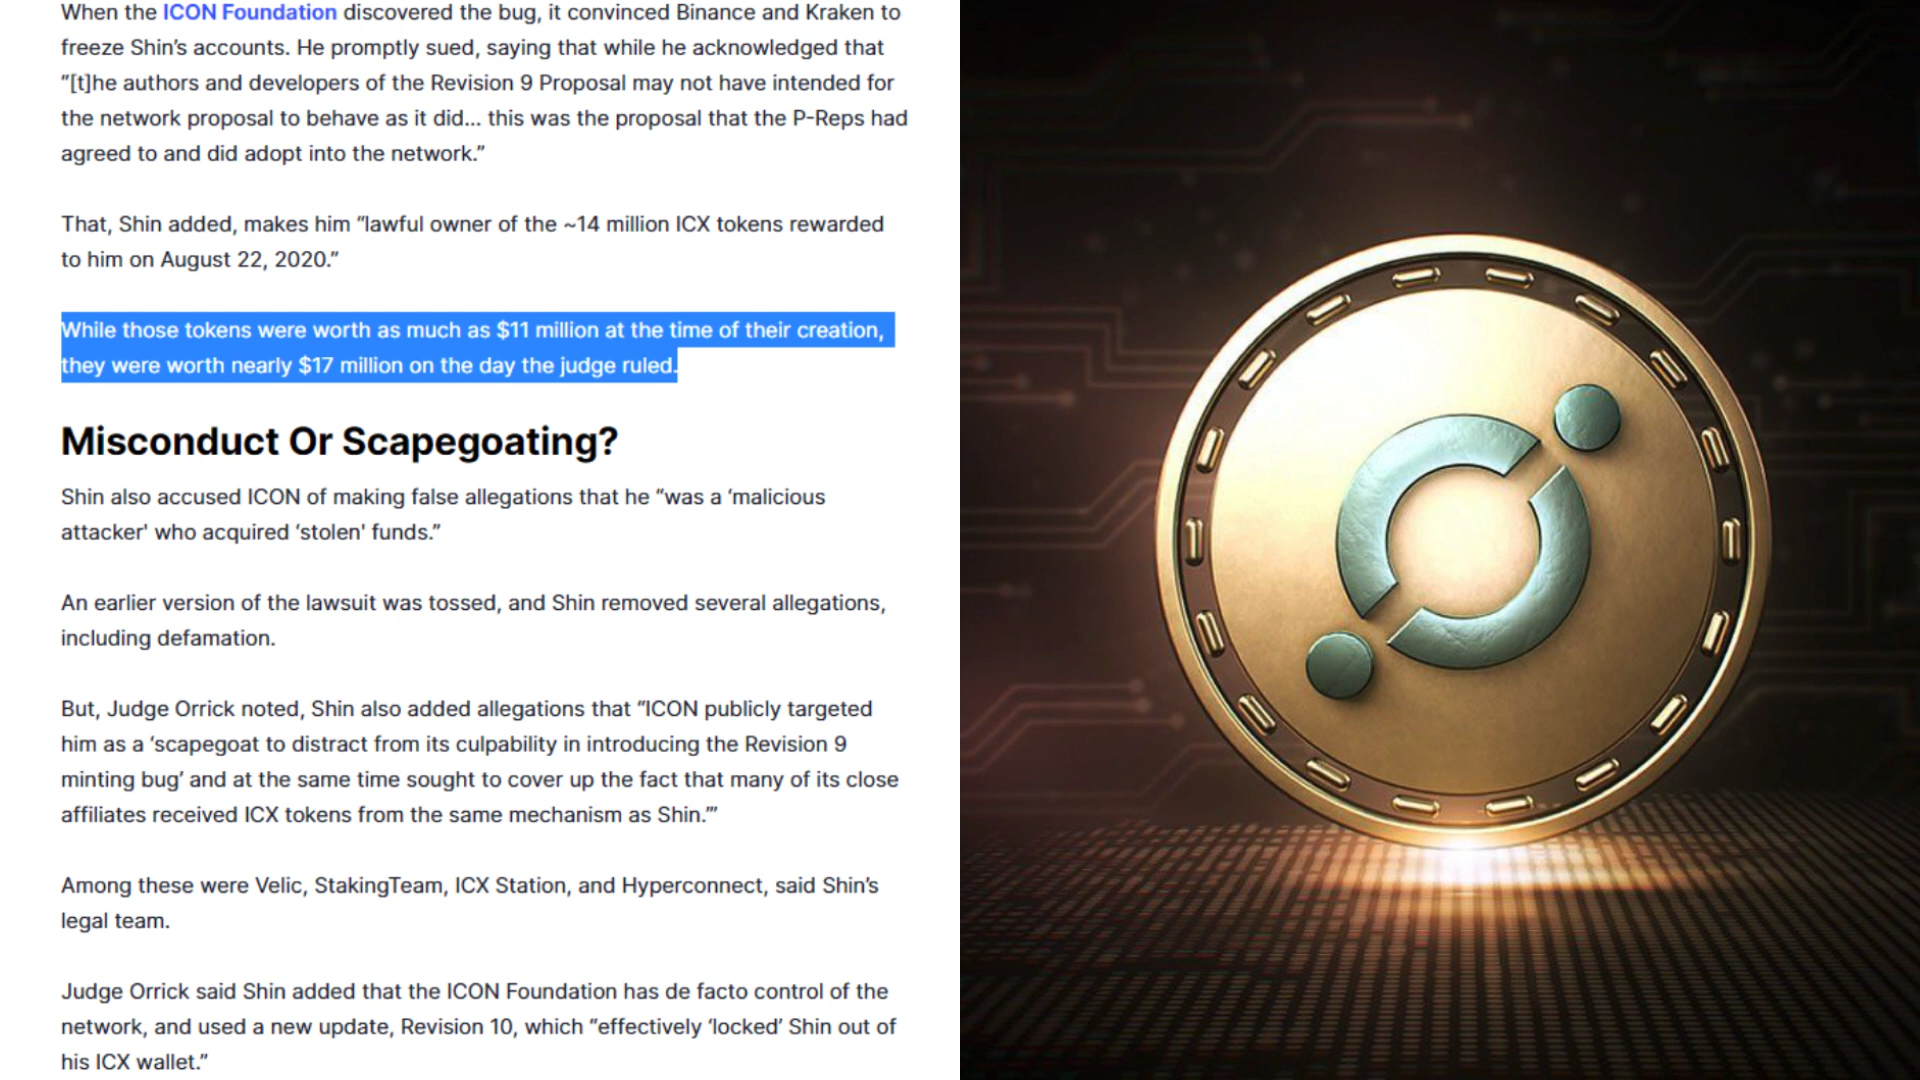 When the ICON Foundation discovered the bug, it convinced Binance and Kraken to
freeze Shin’s accounts. He promptly sued, saying that while he acknowledged that
“[t]he authors and developers of the Revision 9 Proposal may not have intended for
the network proposal to behave as it did... this was the proposal that the P-Reps had
agreed to and did adopt into the network.”
That, Shin added, makes him “lawful owner of the ~14 million ICX tokens rewarded
to him on August 22, 2020.”
While those tokens were worth as much as $11 million at the time of their creation,
they were worth nearly $17 million on the day the judge ruled.
Misconduct Or Scapegoating?
Shin also accused ICON of making false allegations that he “was a ‘malicious
attacker' who acquired ‘stolen' funds.”
An earlier version of the lawsuit was tossed, and Shin removed several allegations,
including defamation.
But, Judge Orrick noted, Shin also added allegations that “ICON publicly targeted
him as a ‘scapegoat to distract from its culpability in introducing the Revision 9
minting bug’ and at the same time sought to cover up the fact that many of its close
affiliates received ICX tokens from the same mechanism as Shin.’”
Among these were Velic, StakingTeam, ICX Station, and Hyperconnect, said Shin’s
legal team.
Judge Orrick said Shin added that the ICON Foundation has de facto control of the
network, and used a new update, Revision 10, which “effectively ‘locked’ Shin out of
his ICX wallet.”